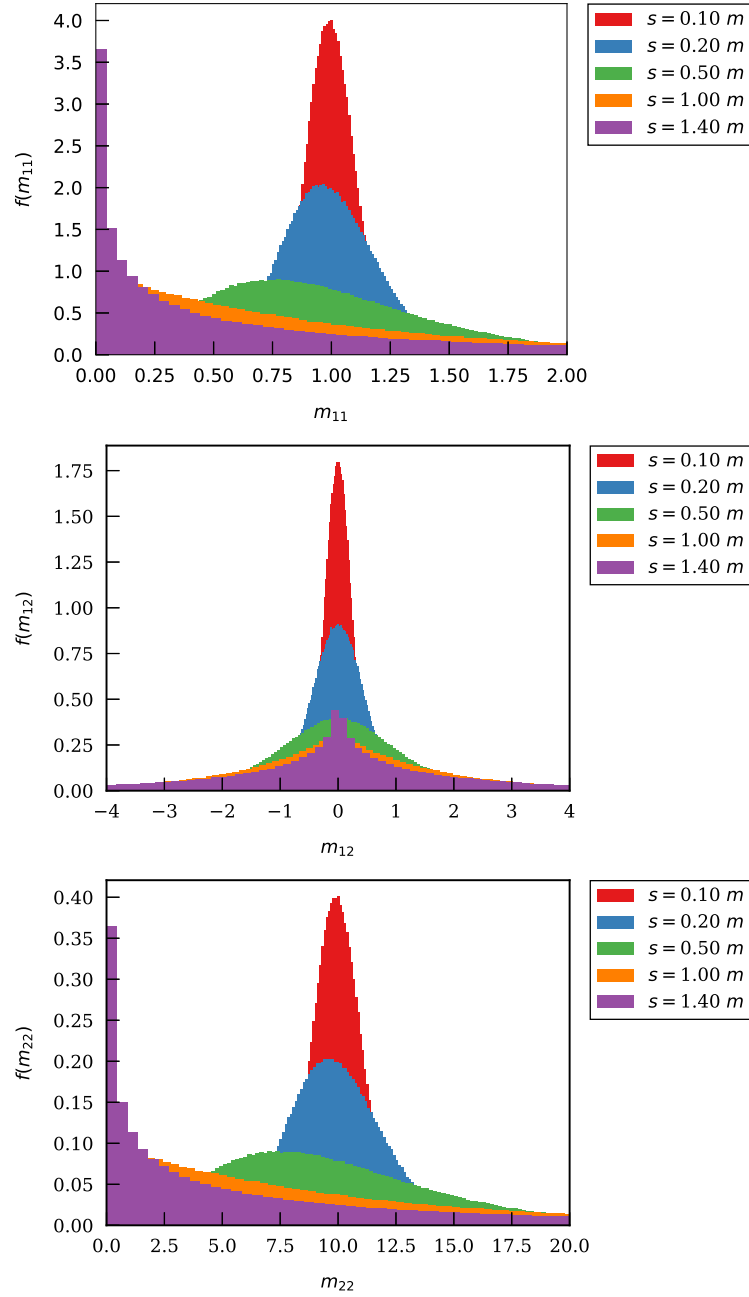 f(m11)
4.0
3.5
3.0
2.5
2.0
1.5
1.0
0.5
0.0
0.00 0.25 0.50 0.75 1.00 1.25 1.50 1.75 2.00
m11
s = 0.10 m
s = 0.20 m
s = 0.50 m
s = 1.00 m
s = 1.40 m
f(m12)
1.75
1.50
1.25
1.00
0.75
0.50
0.25
0.00
−4 −3 −2 −1 0 1 2 3 4
m12
s = 0.10 m
s = 0.20 m
s = 0.50 m
s = 1.00 m
s = 1.40 m
f(m22)
0.40
0.35
0.30
0.25
0.20
0.15
0.10
0.05
0.00
0.0 2.5 5.0 7.5 10.0 12.5 15.0 17.5 20.0
m22
s = 0.10 m
s = 0.20 m
s = 0.50 m
s = 1.00 m
s = 1.40 m